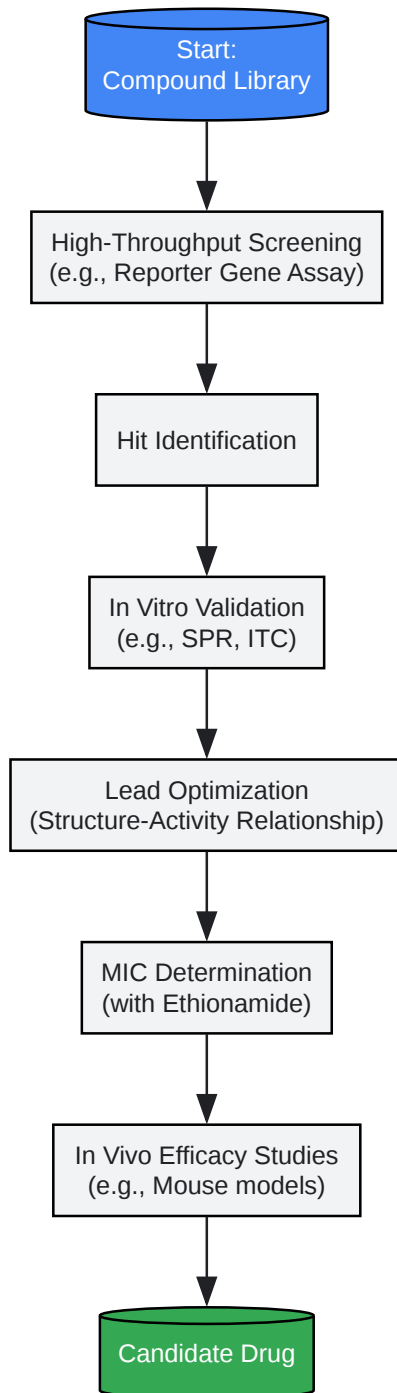 Start:
Compound Library
High-Throughput Screening
(e.g., Reporter Gene Assay)
Hit Identification
In Vitro Validation
(e.g., SPR, ITC)
Lead Optimization
(Structure-Activity Relationship)
MIC Determination
(with Ethionamide)
In Vivo Efficacy Studies
(e.g., Mouse models)
Candidate Drug